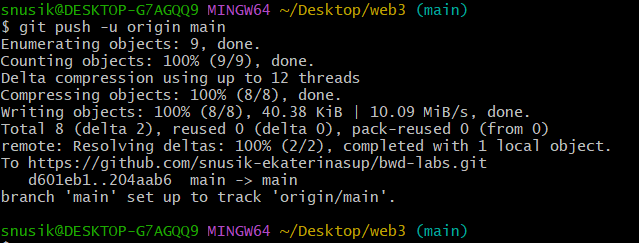 snusik@DESKTOP-G7AGQQ9 MINGW64 ~/Desktop/web3 (main)
$ git push -u origin main
Enumerating objects: 9, done.
Counting objects: 100% (9/9), done.
Delta compression using up to 12 threads
Compressing objects: 100% (8/8), done.
Writing objects: 100% (8/8), 40.38 KiB | 10.09 MiB/s, done.
Total 8 (delta 2), reused 0 (delta 0), pack-reused 0 (from 0)
remote: Resolving deltas: 100% (2/2), completed with 1 local object.
To https://github.com/snusik-ekaterinasup/bwd-labs.git
   d601eb1..204aab6  main -> main
branch 'main' set up to track 'origin/main'.
snusik@DESKTOP-G7AGQQ9 MINGW64 ~/Desktop/web3 (main)